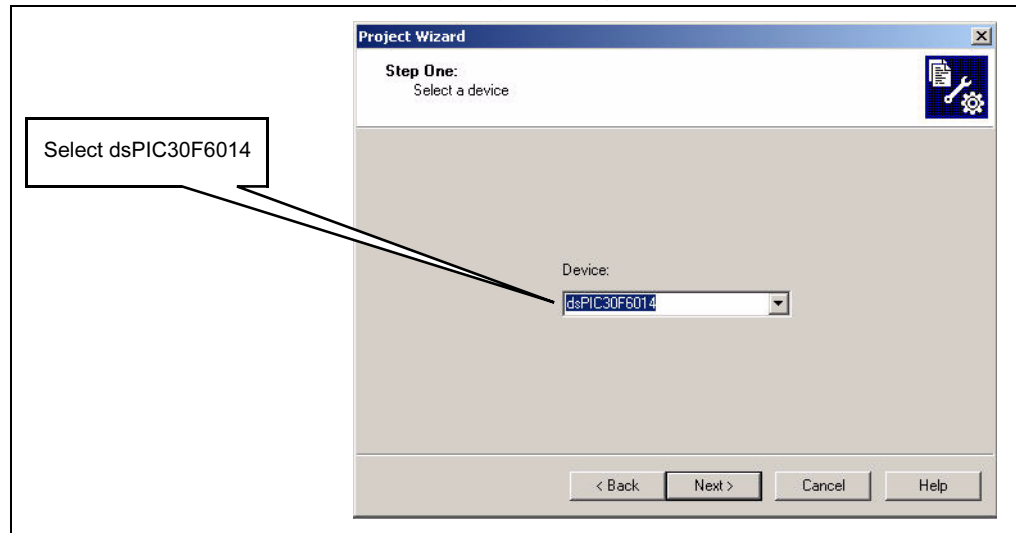 Project Wizard
Step One:
Select a device
Select dsPIC30F6014
Device:
dsPIC30F6014
< Back Next > Cancel Help